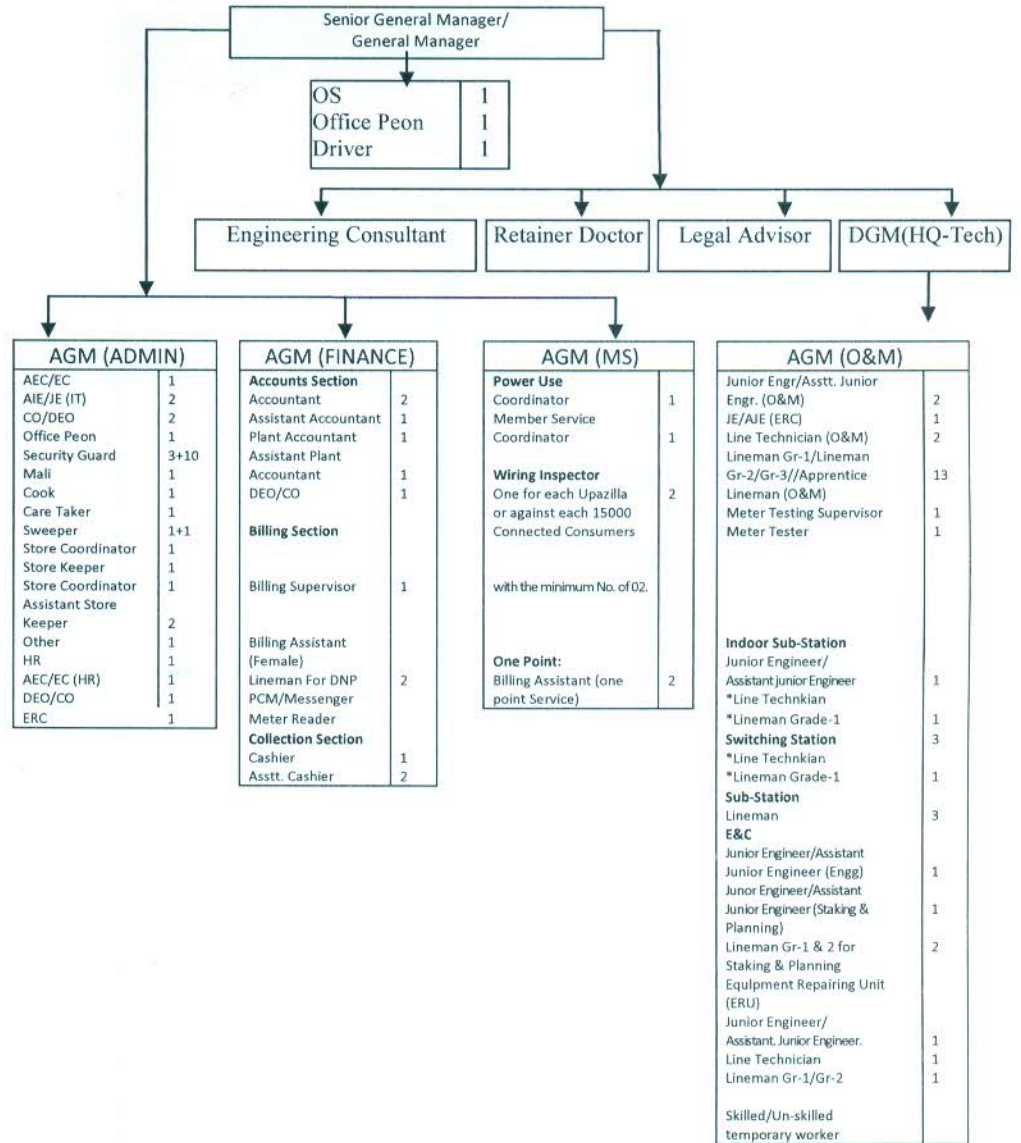 Senior General Manager/
General Manager
OS 1
Office Peon 1
Driver 1
Engineering Consultant
Retainer Doctor
Legal Advisor
DGM(HQ-Tech)
AGM (ADMIN)
AEC/EC 1
AIE/JE (IT) 2
CO/DEO 2
Office Peon 1
Security Guard 3+10
Mali 1
Cook 1
Care Taker 1
Sweeper 1+1
Store Coordinator 1
Store Keeper 1
Store Coordinator 1
Assistant Store
Keeper 2
Other 1
HR 1
AEC/EC (HR) 1
DEO/CO 1
ERC 1
AGM (FINANCE)
Accounts Section
Accountant 2
Assistant Accountant 1
Plant Accountant 1
Assistant Plant
Accountant 1
DEO/CO 1
Billing Section
Billing Supervisor 1
Billing Assistant
(Female)
Lineman For DNP 2
PCM/Messenger
Meter Reader
Collection Section
Cashier 1
Asstt. Cashier 2
AGM (MS)
Power Use
Coordinator 1
Member Service
Coordinator 1
Wiring Inspector
One for each Upazilla 2
or against each 15000
Connected Consumers
with the minimum No. of 02.
One Point:
Billing Assistant (one 2
point Service)
AGM (O&M)
Junior Engr/Asstt. Junior
Engr. (O&M) 2
JE/AJE (ERC) 1
Line Technician (O&M) 2
Lineman Gr-1/Lineman
Gr-2/Gr-3//Apprentice 13
Lineman (O&M)
Meter Testing Supervisor 1
Meter Tester 1
Indoor Sub-Station
Junior Engineer/
Assistant junior Engineer 1
*Line Technkian
*Lineman Grade-1 1
Switching Station 3
*Line Technkian
*Lineman Grade-1 1
Sub-Station
Lineman 3
E&C
Junior Engineer/Assistant
Junior Engineer (Engg) 1
Junor Engineer/Assistant
Junior Engineer (Staking & 1
Planning)
Lineman Gr-1 & 2 for 2
Staking & Planning
Equlpment Repairing Unit
(ERU)
Junior Engineer/
Assistant. Junior Engineer. 1
Line Technician 1
Lineman Gr-1/Gr-2 1
Skilled/Un-skilled
temporary worker